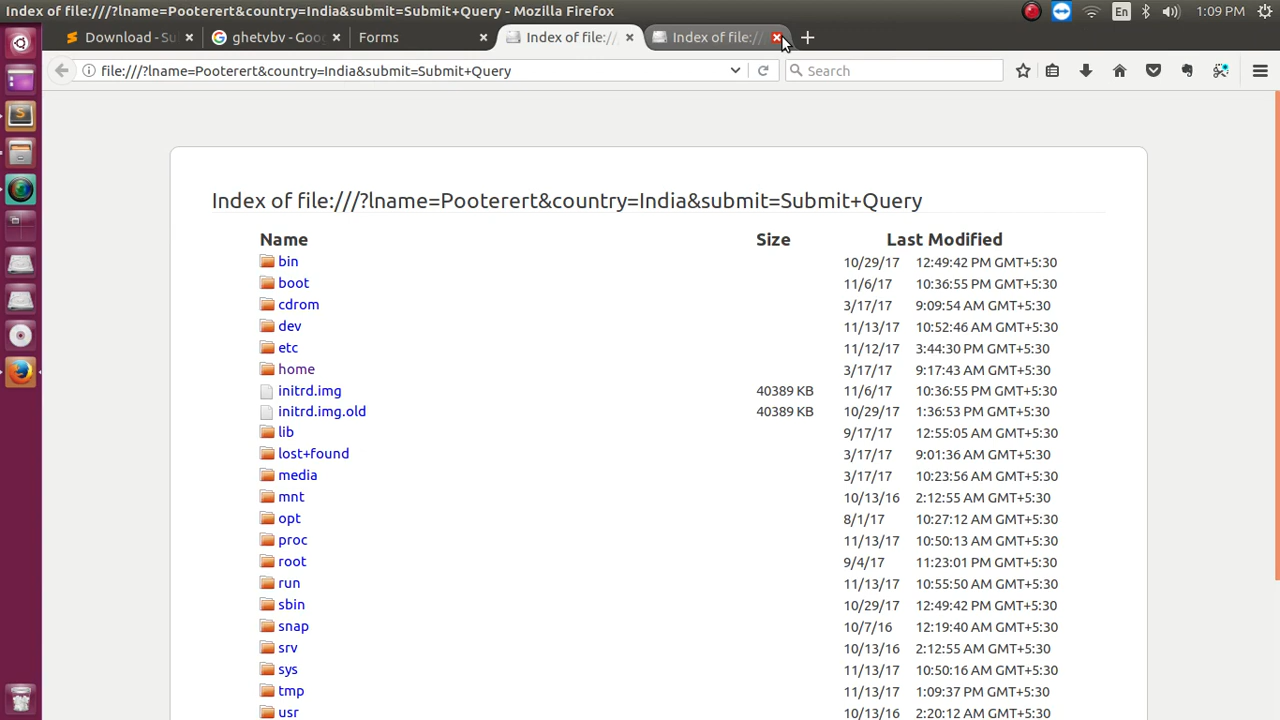 Index of file:///?lname=Pooterert&country=India&submit=Submit+Query - Mozilla Firefox
En
1:09 PM
Download - Su
ghetvbv - Goo
Forms
Index of file:/
Index of file:/
file:///?lname=Pooterert&country=India&submit=Submit+Query
Search
Index of file:///?lname=Pooterert&country=India&submit=Submit+Query
Name Size Last Modified
bin 10/29/17 12:49:42 PM GMT+5:30
boot 11/6/17 10:36:55 PM GMT+5:30
cdrom 3/17/17 9:09:54 AM GMT+5:30
dev 11/13/17 10:52:46 AM GMT+5:30
etc 11/12/17 3:44:30 PM GMT+5:30
home 3/17/17 9:17:43 AM GMT+5:30
initrd.img 40389 KB 11/6/17 10:36:55 PM GMT+5:30
initrd.img.old 40389 KB 10/29/17 1:36:53 PM GMT+5:30
lib 9/17/17 12:55:05 AM GMT+5:30
lost+found 3/17/17 9:01:36 AM GMT+5:30
media 3/17/17 10:23:56 AM GMT+5:30
mnt 10/13/16 2:12:55 AM GMT+5:30
opt 8/1/17 10:27:12 AM GMT+5:30
proc 11/13/17 10:50:13 AM GMT+5:30
root 9/4/17 11:23:01 PM GMT+5:30
run 11/13/17 10:55:50 AM GMT+5:30
sbin 10/29/17 12:49:42 PM GMT+5:30
snap 10/7/16 12:19:40 AM GMT+5:30
srv 10/13/16 2:12:55 AM GMT+5:30
sys 11/13/17 10:50:16 AM GMT+5:30
tmp 11/13/17 1:09:37 PM GMT+5:30
usr 10/13/16 2:20:12 AM GMT+5:30